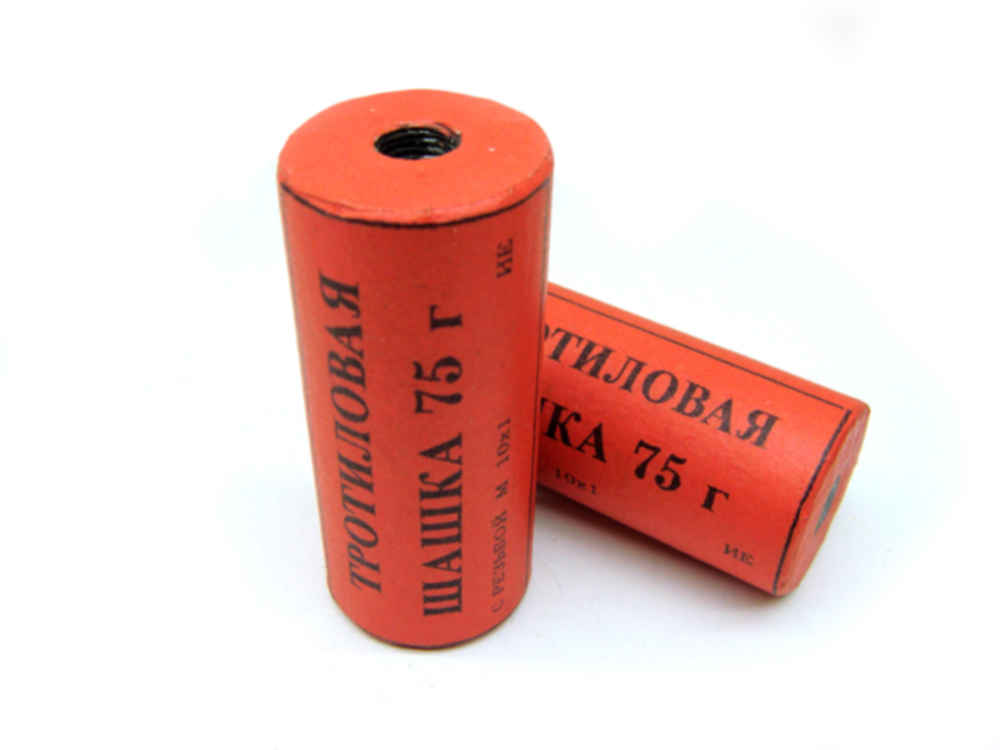 ТРОТИЛОВАЯ
ШАШКА 75 г
С РЕЗЬБОЙ М 10х1
ИЕ
ОТИЛОВАЯ
КА 75 г
10х1
ИЕ